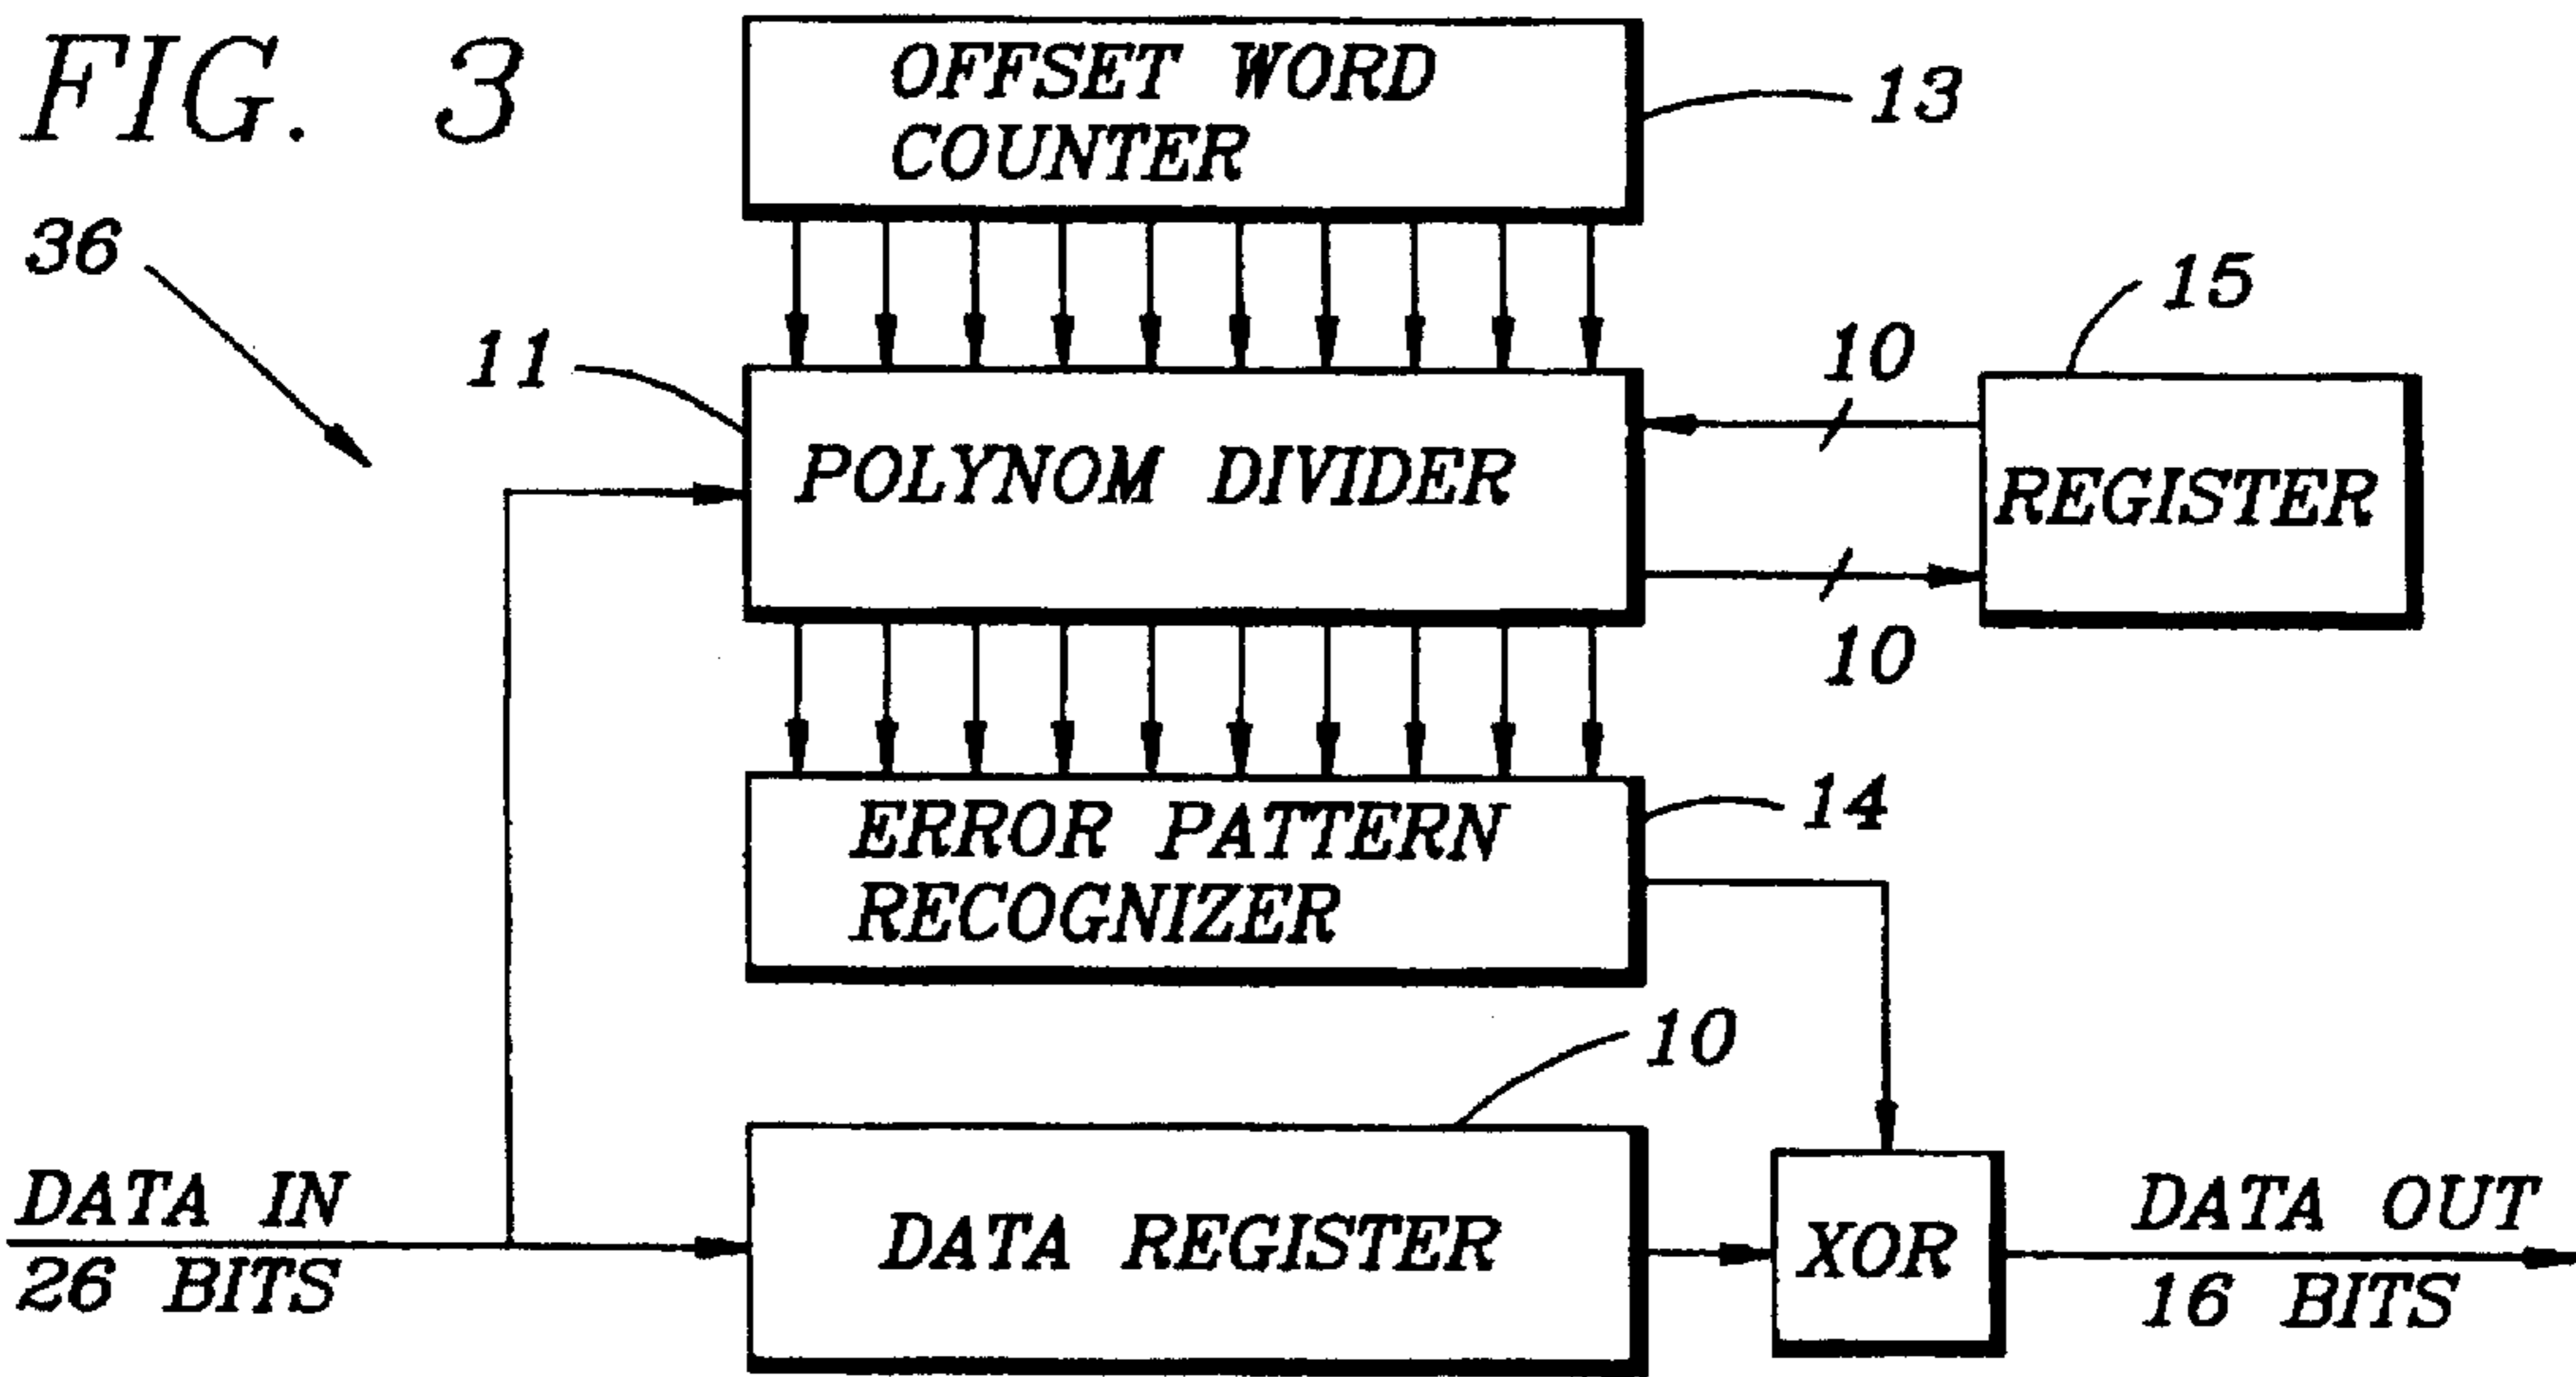 FIG. 3
OFFSET WORD
COUNTER
13
36
11
POLYNOM DIVIDER
10
15
REGISTER
10
ERROR PATTERN
RECOGNIZER
14
10
DATA IN
26 BITS
DATA REGISTER
XOR
DATA OUT
16 BITS